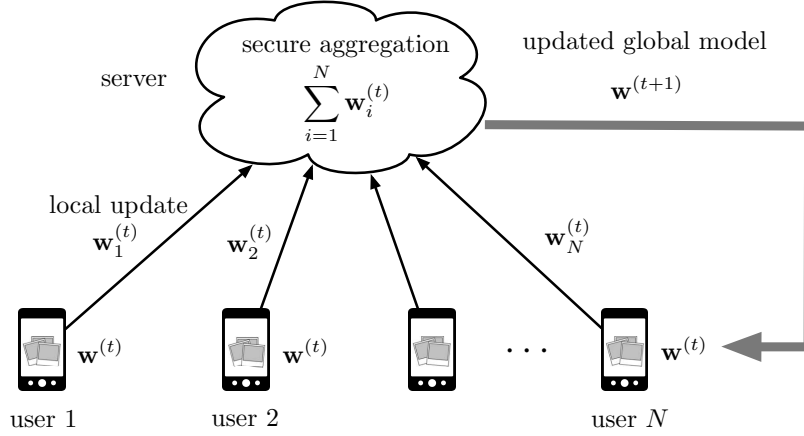 secure aggregation
updated global model
server
\sum_{i=1}^{N} \mathbf{w}_i^{(t)}
\mathbf{w}^{(t+1)}
local update
\mathbf{w}_1^{(t)}
\mathbf{w}_2^{(t)}
\mathbf{w}_N^{(t)}
\mathbf{w}^{(t)}
\mathbf{w}^{(t)}
...
\mathbf{w}^{(t)}
user 1
user 2
user N